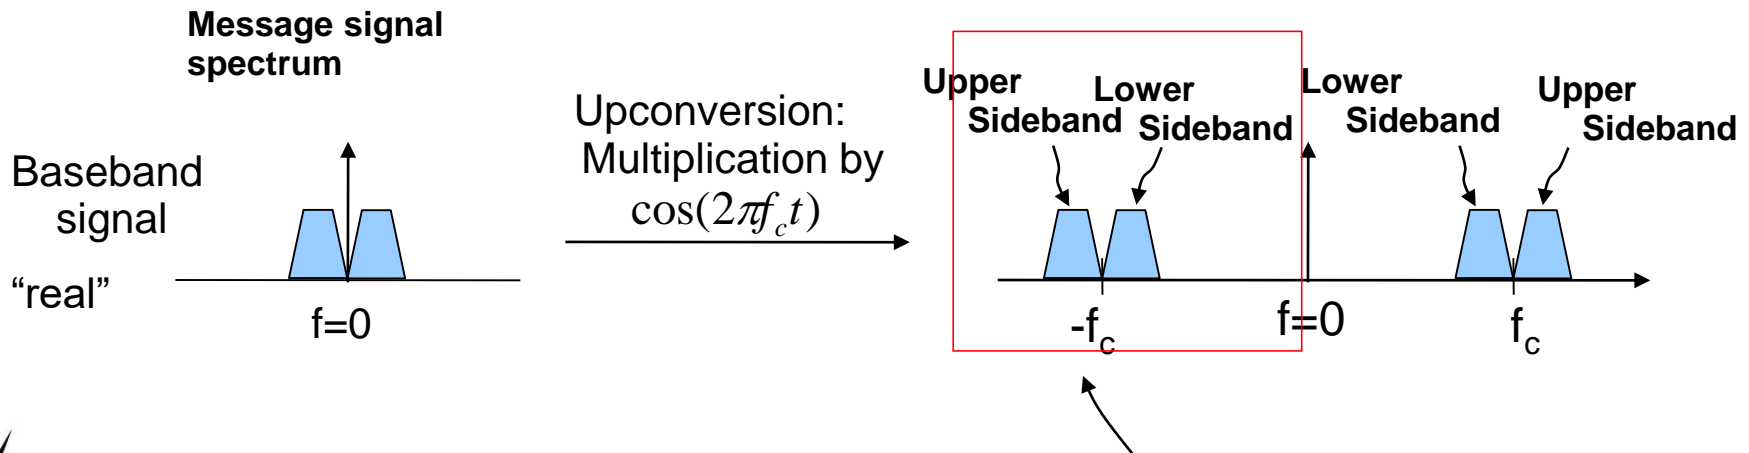 Message signal
spectrum
Baseband
signal
“real”
f=0
Upconversion:
Multiplication by
cos(2πf_c t)
Upper
Sideband
Lower
Sideband
Lower
Sideband
Upper
Sideband
-f_c
f=0
f_c